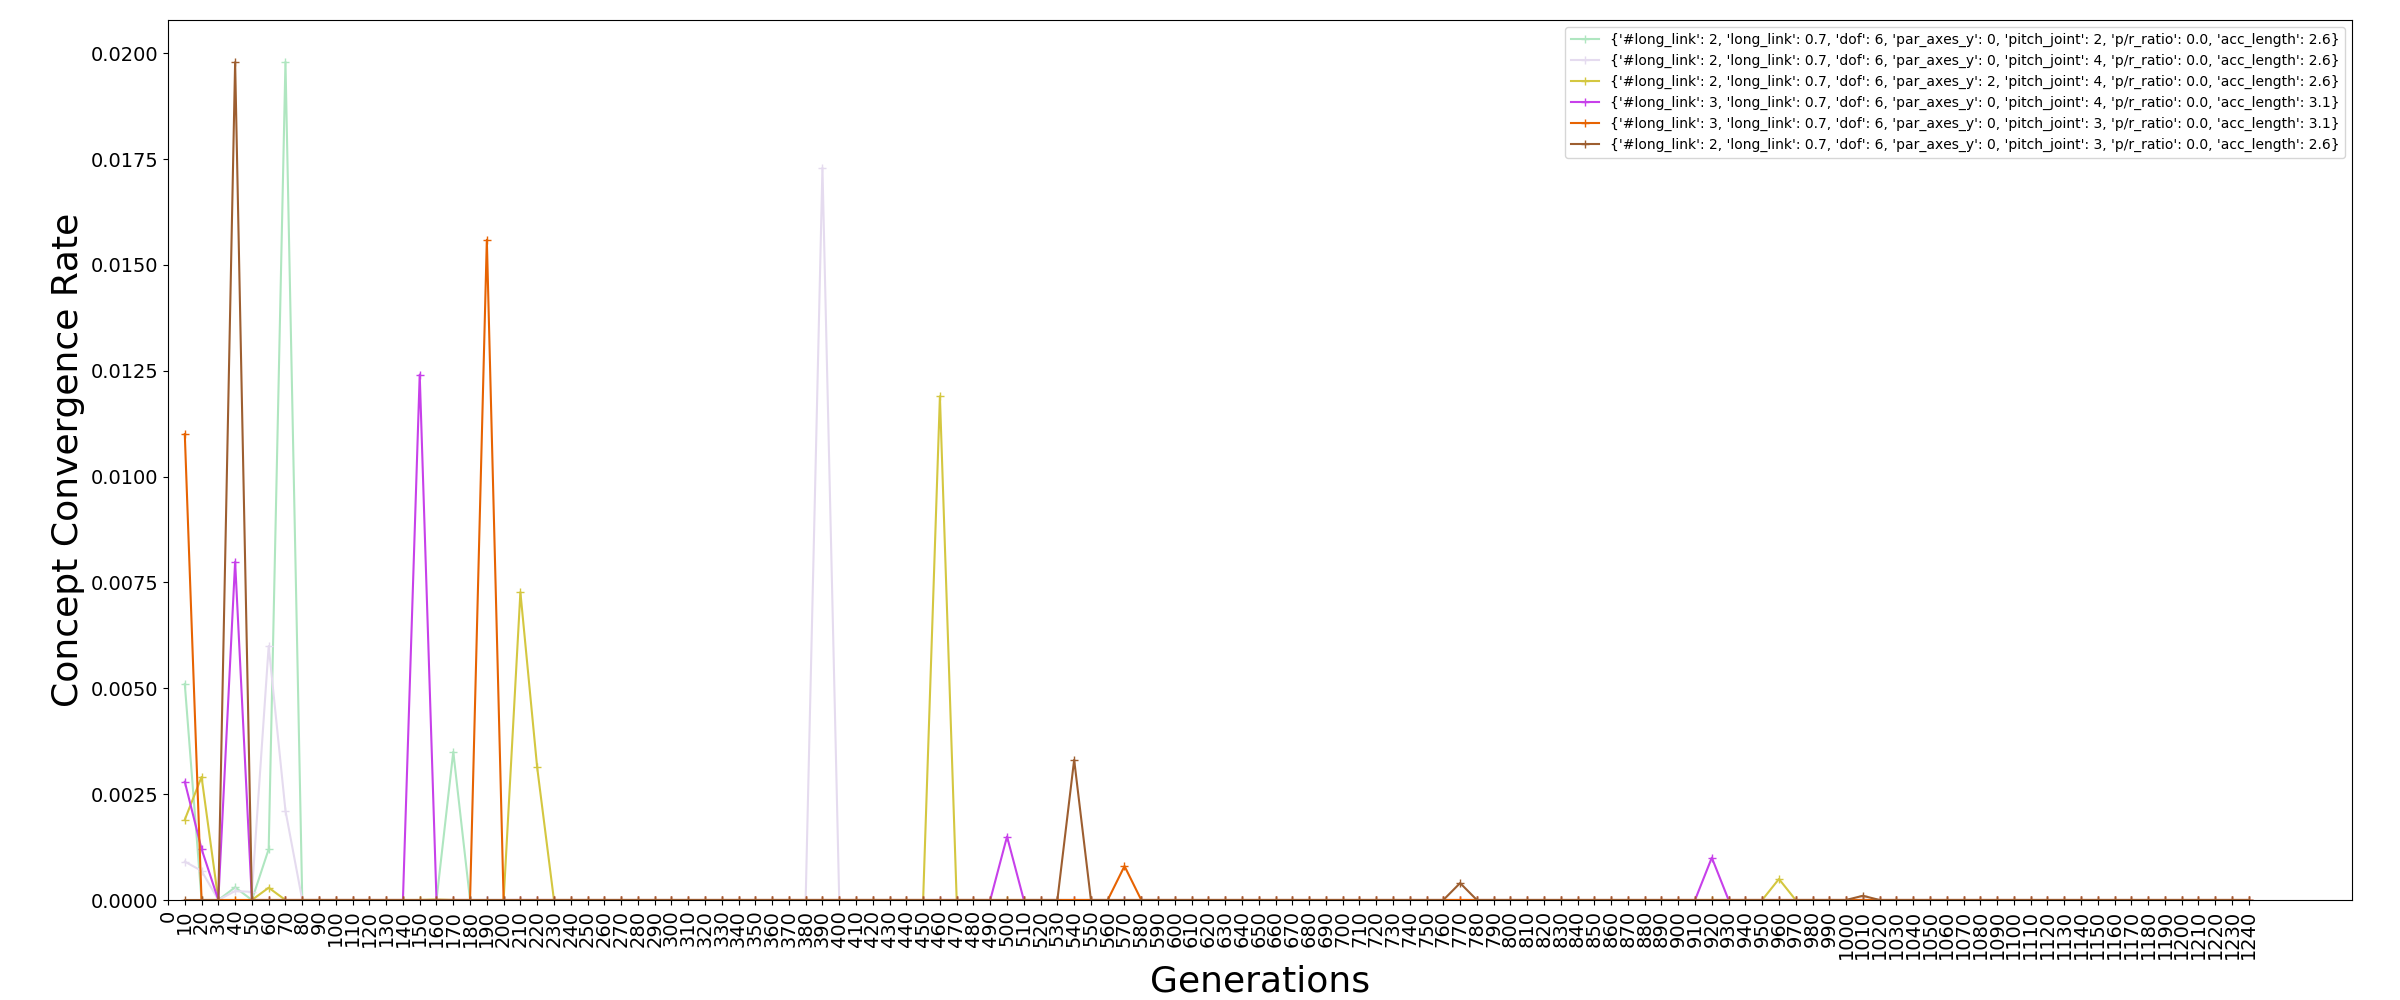 {'#long_link': 2, 'long_link': 0.7, 'dof': 6, 'par_axes_y': 0, 'pitch_joint': 2, 'p/r_ratio': 0.0, 'acc_length': 2.6}
{'#long_link': 2, 'long_link': 0.7, 'dof': 6, 'par_axes_y': 0, 'pitch_joint': 4, 'p/r_ratio': 0.0, 'acc_length': 2.6}
{'#long_link': 2, 'long_link': 0.7, 'dof': 6, 'par_axes_y': 2, 'pitch_joint': 4, 'p/r_ratio': 0.0, 'acc_length': 2.6}
{'#long_link': 3, 'long_link': 0.7, 'dof': 6, 'par_axes_y': 0, 'pitch_joint': 4, 'p/r_ratio': 0.0, 'acc_length': 3.1}
{'#long_link': 3, 'long_link': 0.7, 'dof': 6, 'par_axes_y': 0, 'pitch_joint': 3, 'p/r_ratio': 0.0, 'acc_length': 3.1}
{'#long_link': 2, 'long_link': 0.7, 'dof': 6, 'par_axes_y': 0, 'pitch_joint': 3, 'p/r_ratio': 0.0, 'acc_length': 2.6}
Concept Convergence Rate
0.0200
0.0175
0.0150
0.0125
0.0100
0.0075
0.0050
0.0025
0.0000
0 10 20 30 40 50 60 70 80 90 100 110 120 130 140 150 160 170 180 190 200 210 220 230 240 250 260 270 280 290 300 310 320 330 340 350 360 370 380 390 400 410 420 430 440 450 460 470 480 490 500 510 520 530 540 550 560 570 580 590 600 610 620 630 640 650 660 670 680 690 700 710 720 730 740 750 760 770 780 790 800 810 820 830 840 850 860 870 880 890 900 910 920 930 940 950 960 970 980 990 1000 1010 1020 1030 1040 1050 1060 1070 1080 1090 1100 1110 1120 1130 1140 1150 1160 1170 1180 1190 1200 1210 1220 1230 1240
Generations